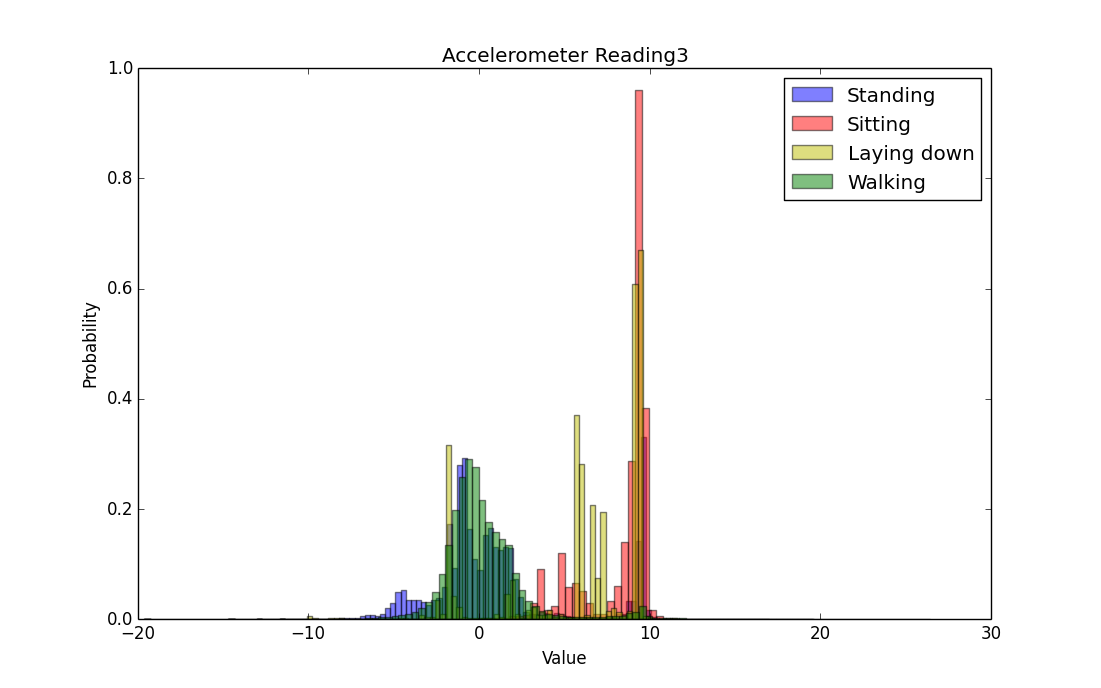 Accelerometer Reading3
1.0
0.8
0.6
0.4
0.2
0.0
Probability
−20
−10
0
10
20
30
Value
Standing
Sitting
Laying down
Walking